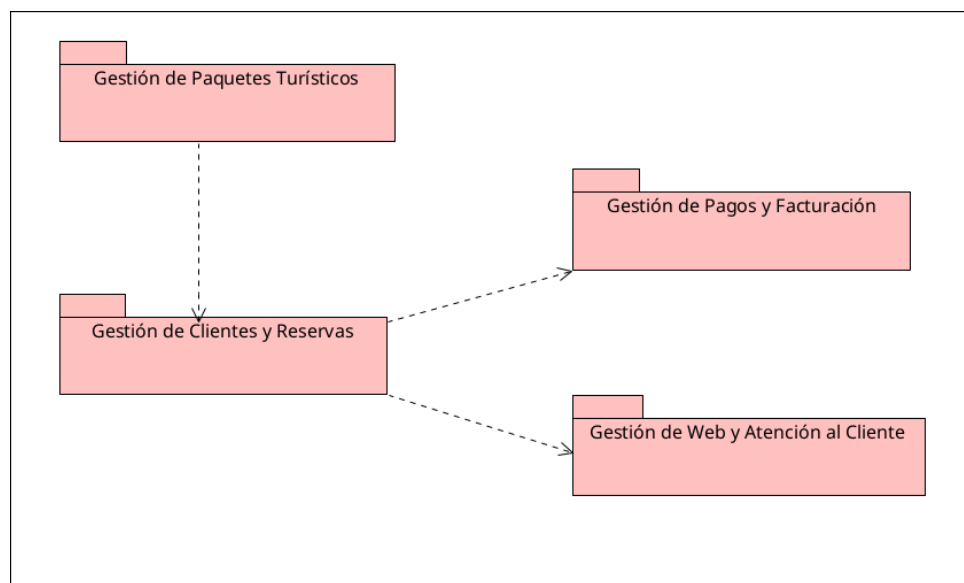 Gestión de Paquetes Turísticos
Gestión de Pagos y Facturación
Gestión de Clientes y Reservas
Gestión de Web y Atención al Cliente